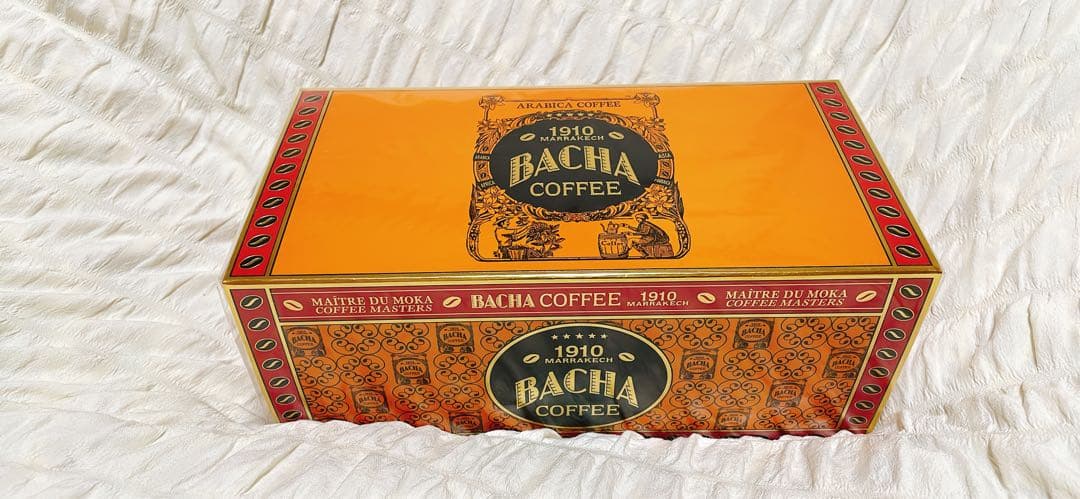 ARABICA COFFEE
1910
MARRAKECH
BACHA
COFFEE
MAÎTRE DU MOKA
COFFEE MASTERS
BACHA COFFEE 1910
MARRAKECH
MAÎTRE DU MOKA
COFFEE MASTERS
1910
MARRAKECH
BACHA
COFFEE